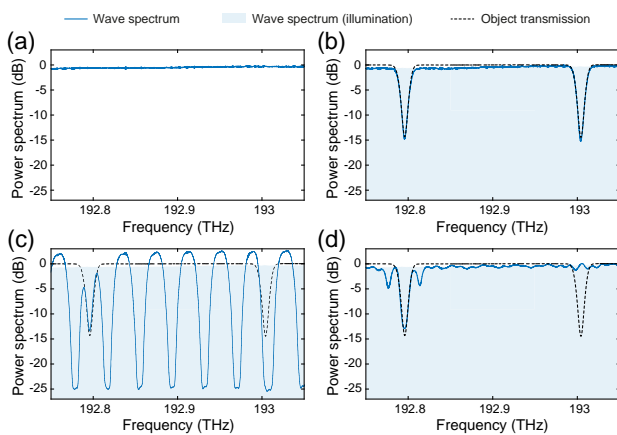 Wave spectrum Wave spectrum (illumination) Object transmission
(a) (b)
0 0
-5 -5
-10 -10
-15 -15
-20 -20
-25 -25
Power spectrum (dB) Power spectrum (dB)
192.8 192.9 193 192.8 192.9 193
Frequency (THz) Frequency (THz)
(c) (d)
0 0
-5 -5
-10 -10
-15 -15
-20 -20
-25 -25
Power spectrum (dB) Power spectrum (dB)
192.8 192.9 193 192.8 192.9 193
Frequency (THz) Frequency (THz)